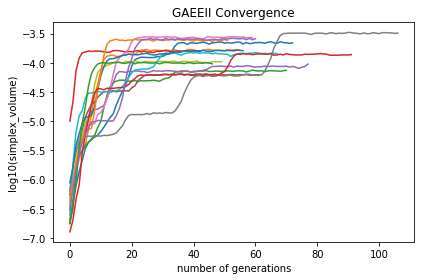 GAEEII Convergence
log10(simplex_volume)
−3.5
−4.0
−4.5
−5.0
−5.5
−6.0
−6.5
−7.0
0 20 40 60 80 100
number of generations